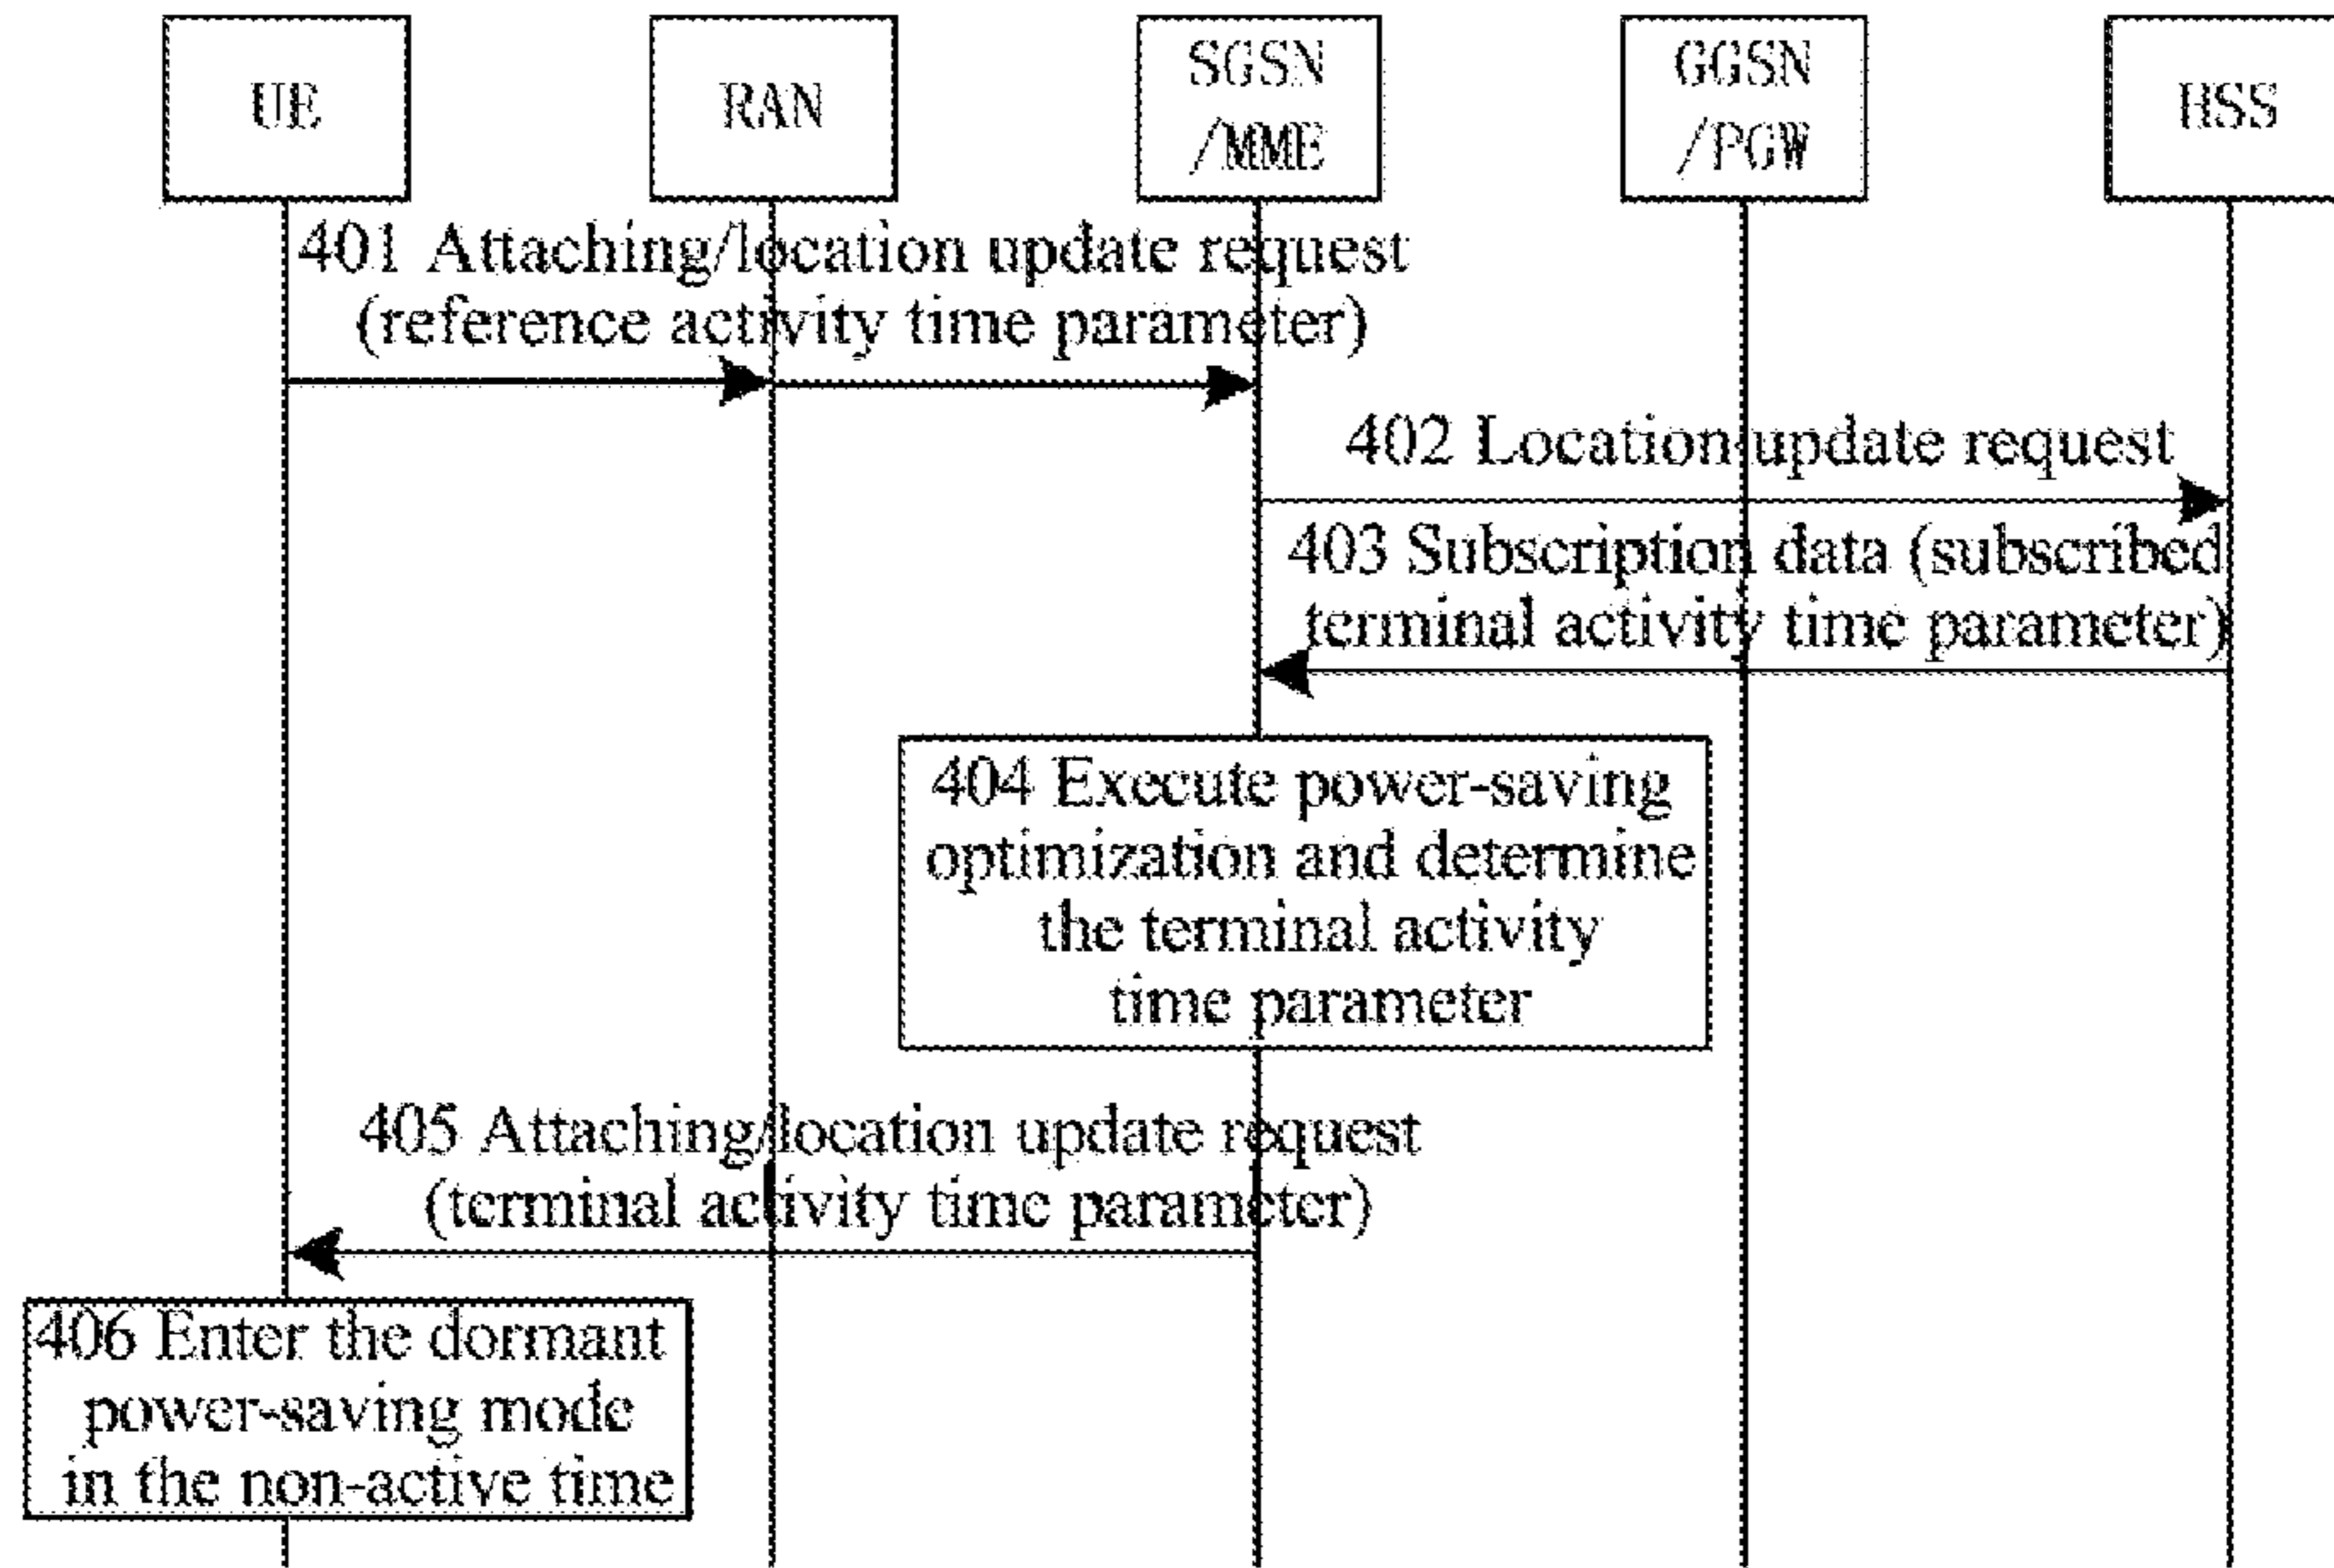 UE
RAN
SGSN
/MME
GGSN
/PGW
HSS
401 Attaching/location update request
(reference activity time parameter)
402 Location update request
403 Subscription data (subscribed
terminal activity time parameter)
404 Execute power-saving
optimization and determine
the terminal activity
time parameter
405 Attaching/location update request
(terminal activity time parameter)
406 Enter the dormant
power-saving mode
in the non-active time